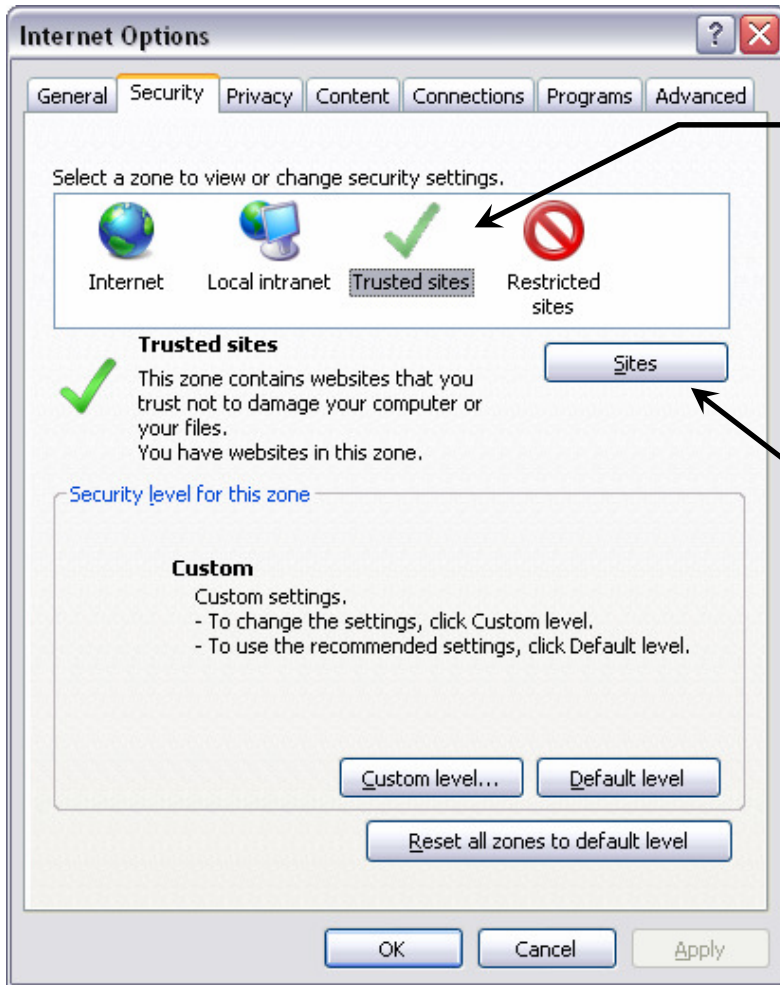 Internet Options
General Security Privacy Content Connections Programs Advanced
Select a zone to view or change security settings.
Internet Local intranet Trusted sites Restricted
sites
Trusted sites
Sites
This zone contains websites that you
trust not to damage your computer or
your files.
You have websites in this zone.
Security level for this zone
Custom
Custom settings.
- To change the settings, click Custom level.
- To use the recommended settings, click Default level.
Custom level... Default level
Reset all zones to default level
OK Cancel Apply